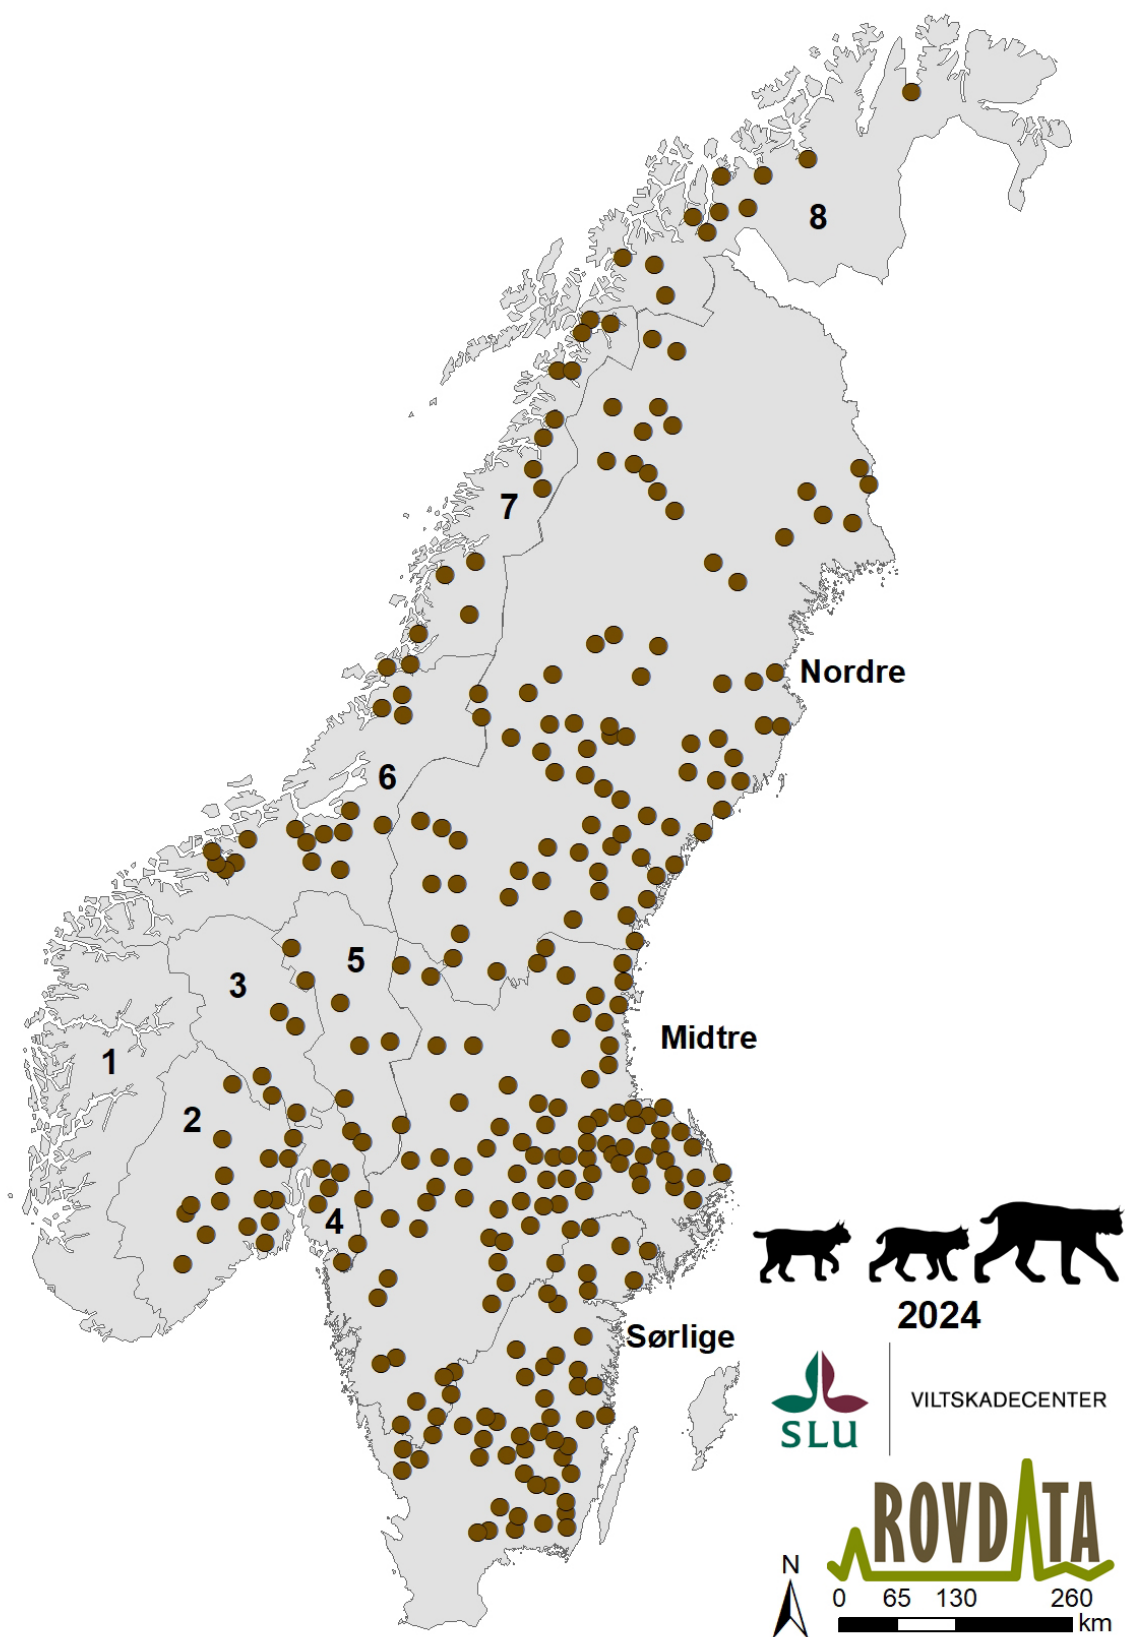 8
7
Nordre
6
5
3
Midtre
1
2
4
2024
Sørlige
SLU
VILTSKADECENTER
ROVDATA
N
0 65 130 260
km